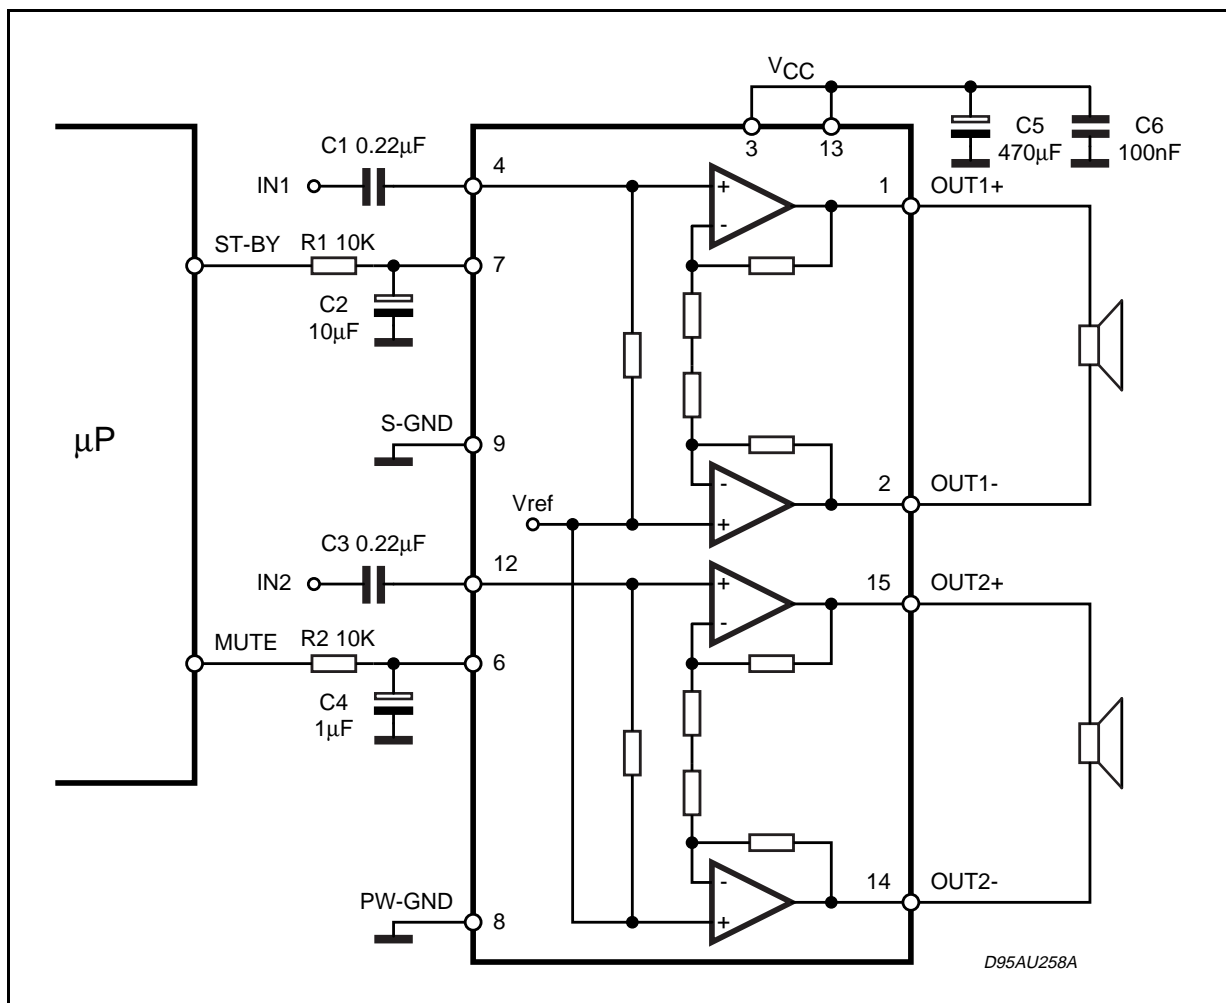 VCC
C1 0.22µF
C5
470µF
C6
100nF
3
13
IN1
4
+
-
1
OUT1+
ST-BY
R1 10K
7
C2
10µF
µP
S-GND
9
Vref
-
+
2
OUT1-
C3 0.22µF
IN2
12
+
-
15
OUT2+
MUTE
R2 10K
6
C4
1µF
PW-GND
8
-
+
14
OUT2-
D95AU258A